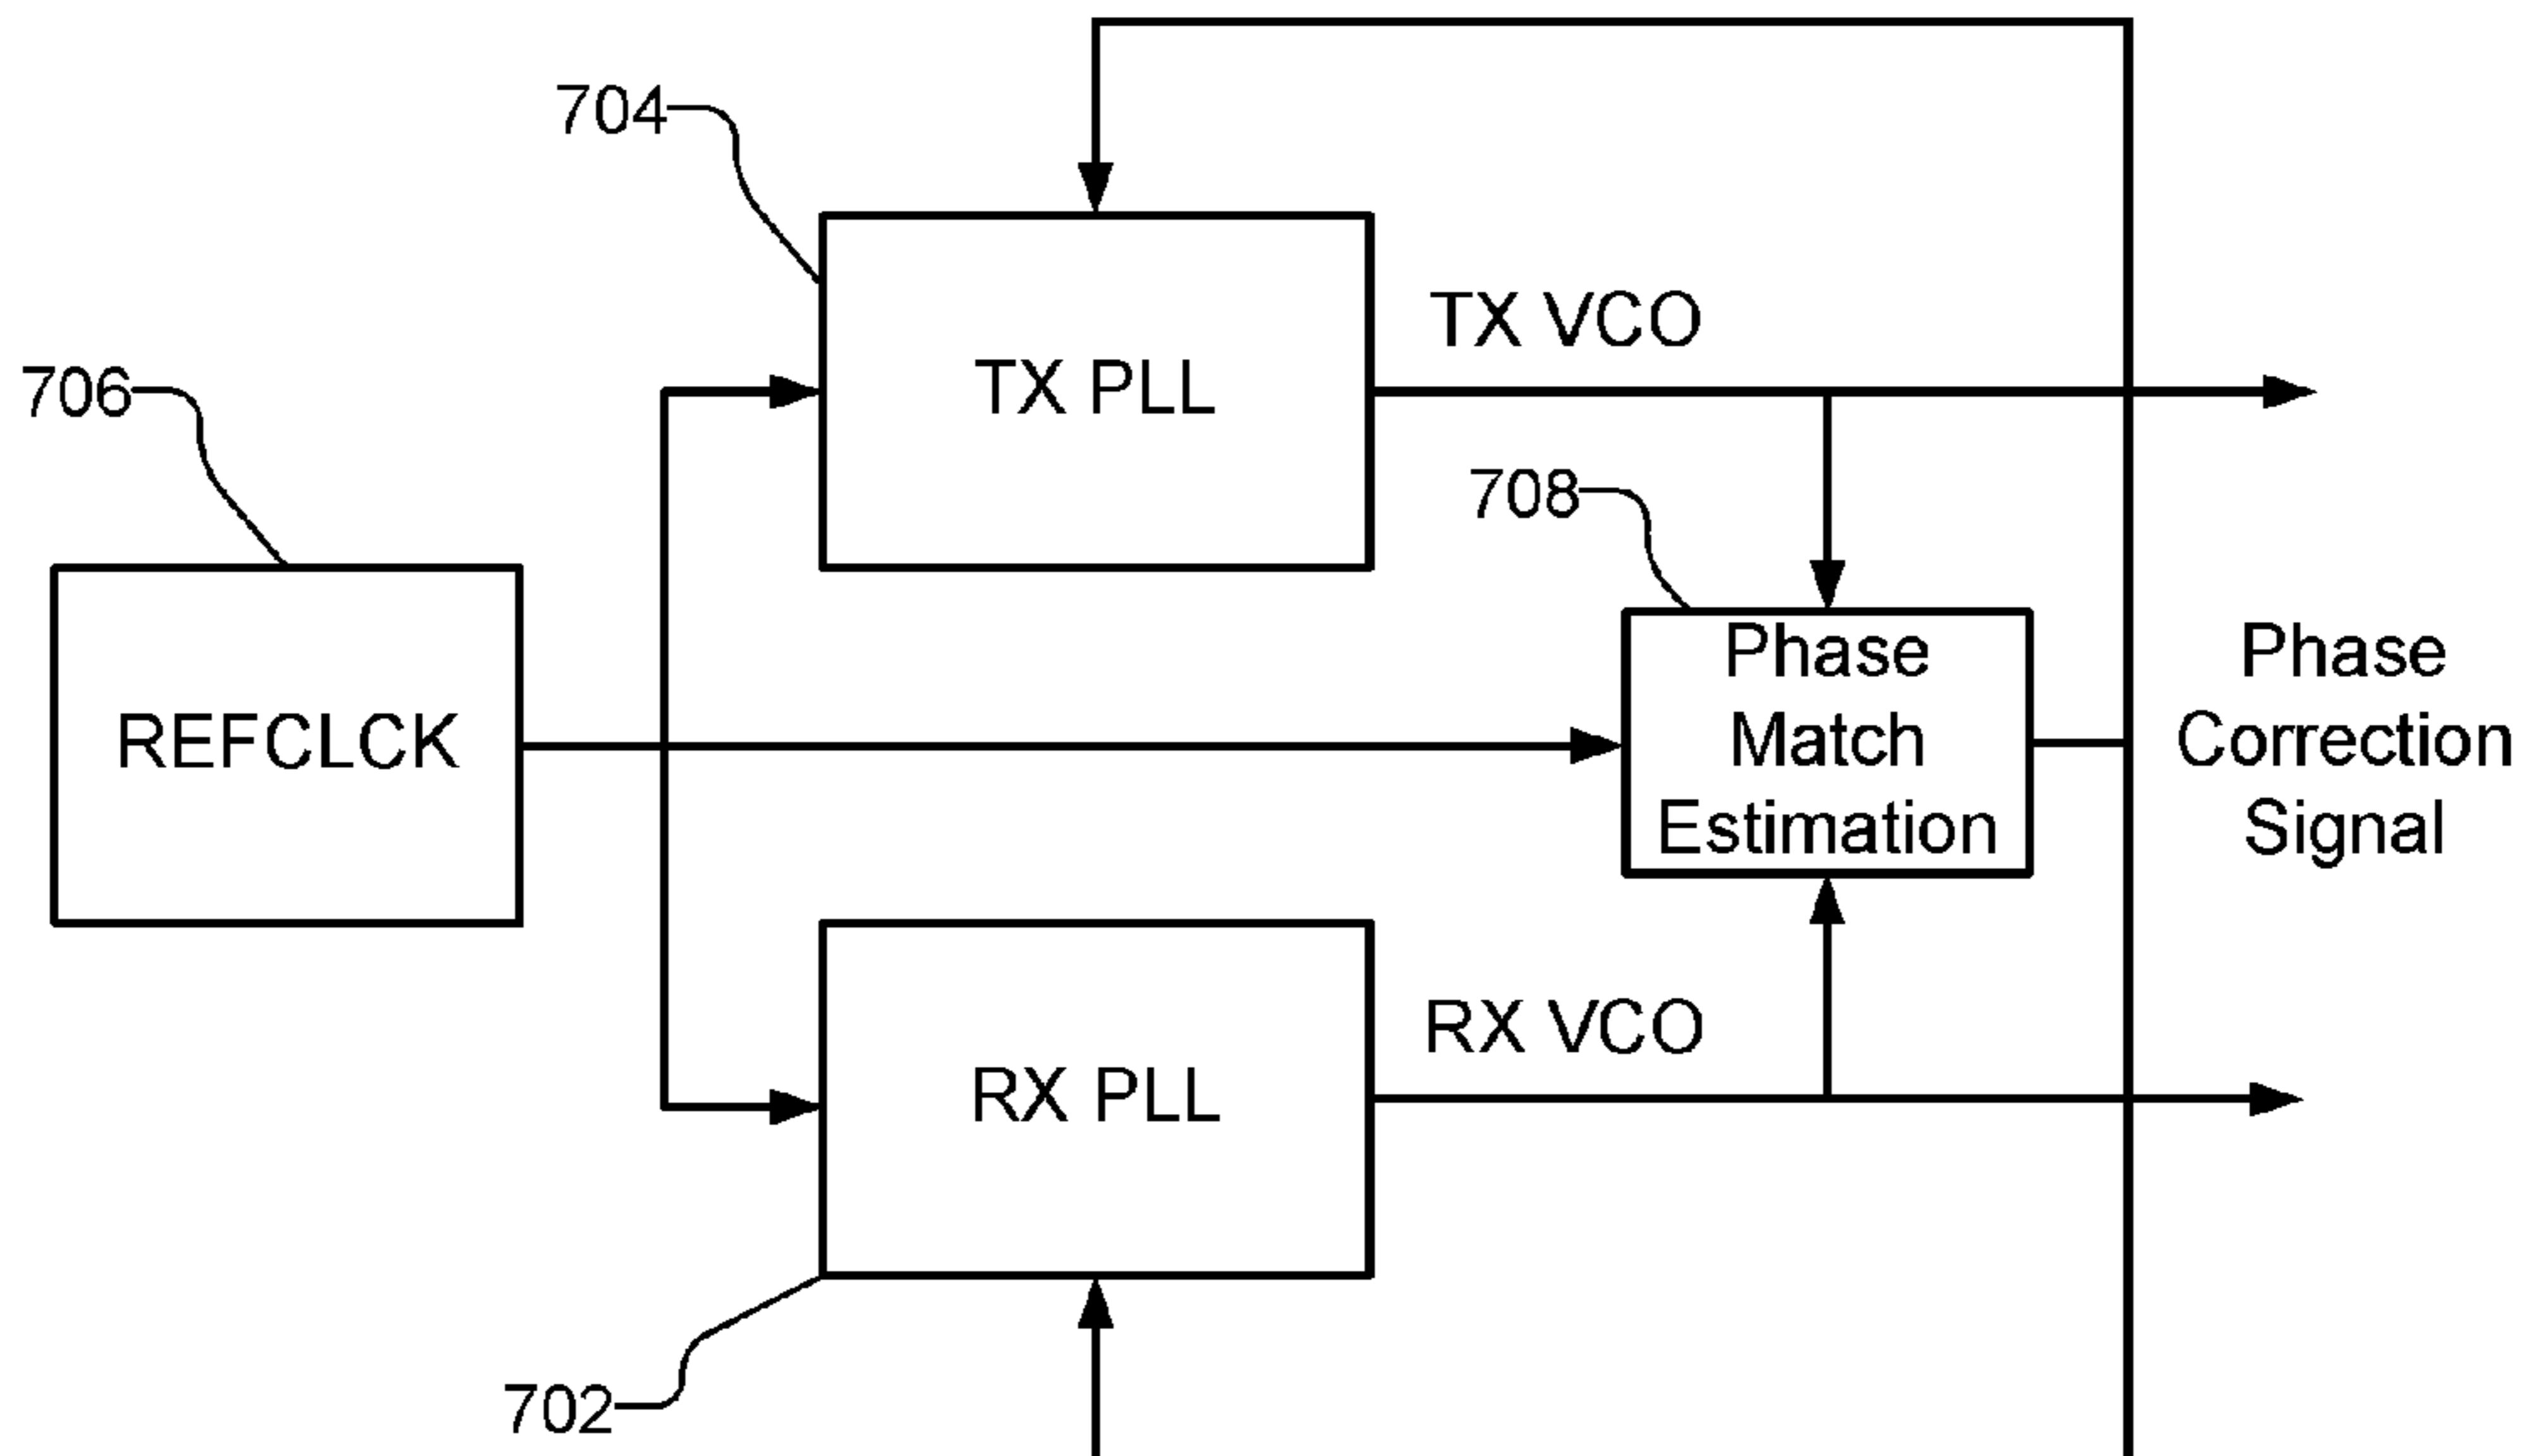 704
TX VCO
TX PLL
706
708
Phase
Match
Estimation
Phase
Correction
Signal
REFCLCK
RX VCO
RX PLL
702